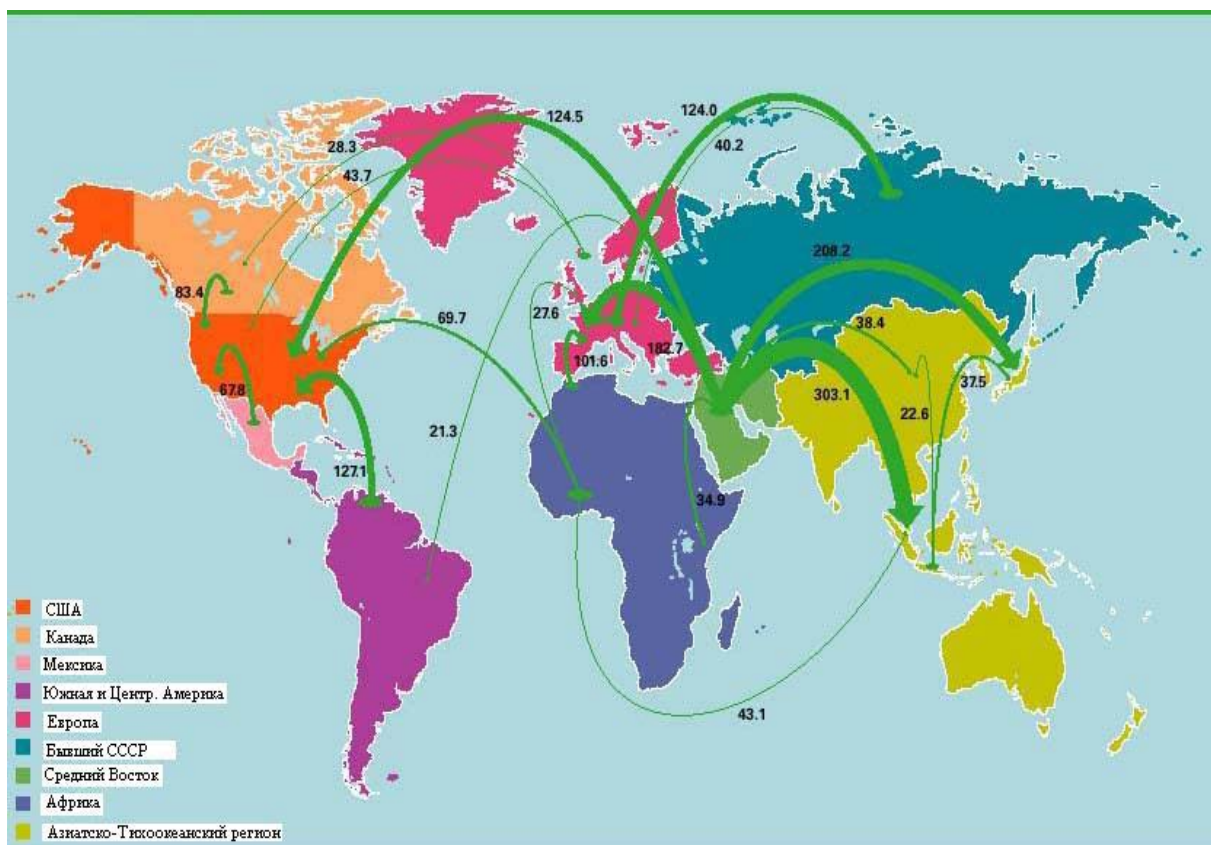 124.5
124.0
28.3
40.2
43.7
208.2
83.4
69.7
27.6
38.4
101.6
182.7
37.5
67.8
303.1
22.6
21.3
127.1
34.9
43.1
США
Канада
Мексика
Южная и Центр. Америка
Европа
Бывший СССР
Средний Восток
Африка
Азиатско-Тихоокеанский регион